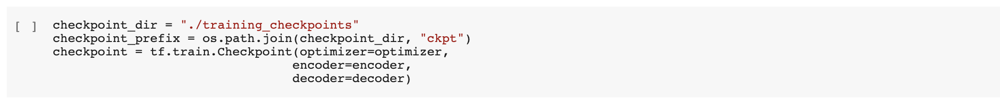 [ ] checkpoint_dir = "./training_checkpoints"
checkpoint_prefix = os.path.join(checkpoint_dir, "ckpt")
checkpoint = tf.train.Checkpoint(optimizer=optimizer,
encoder=encoder,
decoder=decoder)